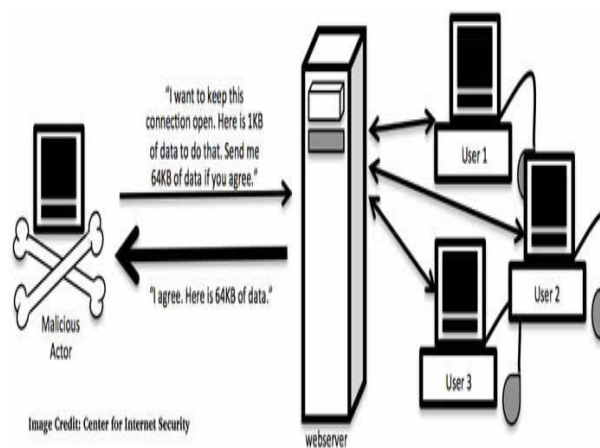 "I want to keep this
connection open. Here is 1KB
of data to do that. Send me
64KB of data if you agree."
"I agree. Here is 64KB of data."
Malicious
Actor
User 1
User 2
User 3
webserver
Image Credit: Center for Internet Security